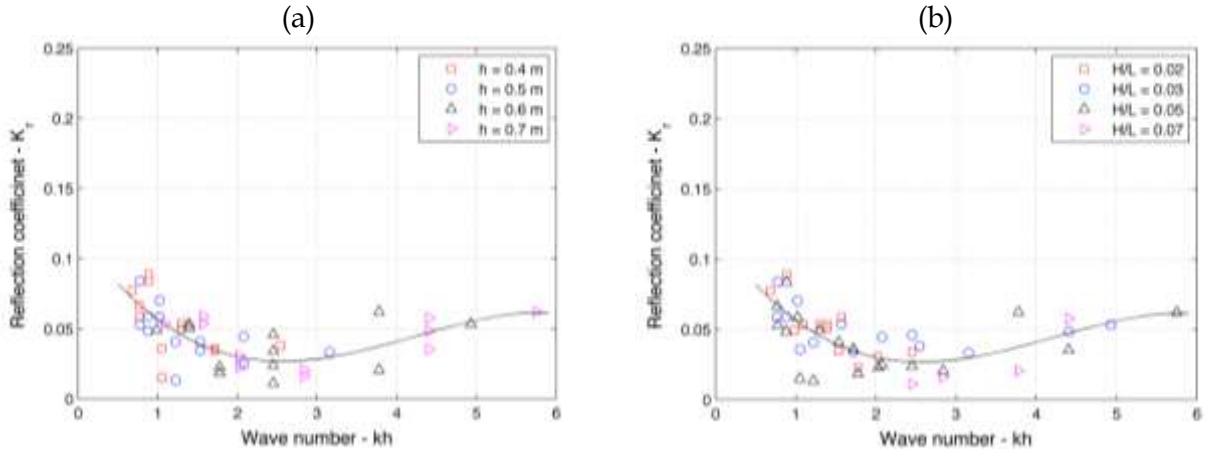 (a)
(b)
0.25
0.2
0.15
0.1
0.05
0
0 1 2 3 4 5 6
Reflection coefficinet - K_r
Wave number - kh
h = 0.4 m
h = 0.5 m
h = 0.6 m
h = 0.7 m
0.25
0.2
0.15
0.1
0.05
0
0 1 2 3 4 5 6
Reflection coefficinet - K_r
Wave number - kh
H/L = 0.02
H/L = 0.03
H/L = 0.05
H/L = 0.07